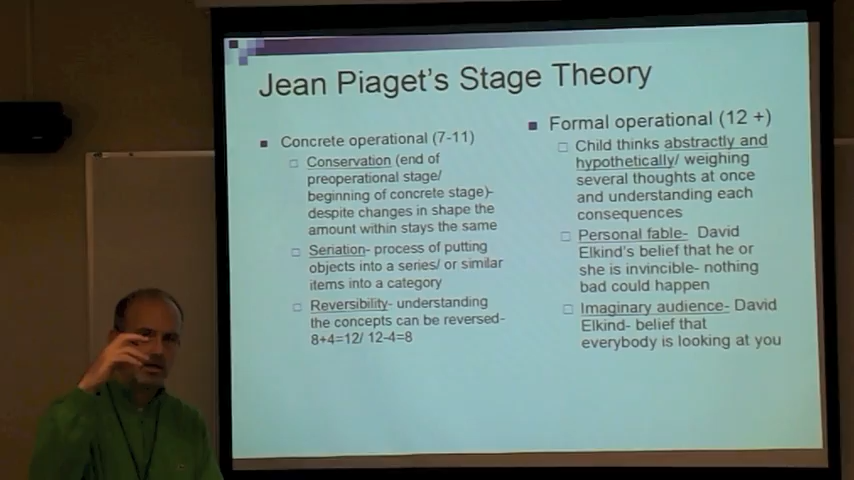 Jean Piaget's Stage Theory
Concrete operational (7-11)
Conservation (end of
preoperational stage/
beginning of concrete stage)-
despite changes in shape the
amount within stays the same
Seriation- process of putting
objects into a series/ or similar
items into a category
Reversibility- understanding
the concepts can be reversed-
8+4=12/ 12-4=8
Formal operational (12 +)
Child thinks abstractly and
hypothetically/ weighing
several thoughts at once
and understanding each
consequences
Personal fable- David
Elkind's belief that he or
she is invincible- nothing
bad could happen
Imaginary audience- David
Elkind- belief that
everybody is looking at you